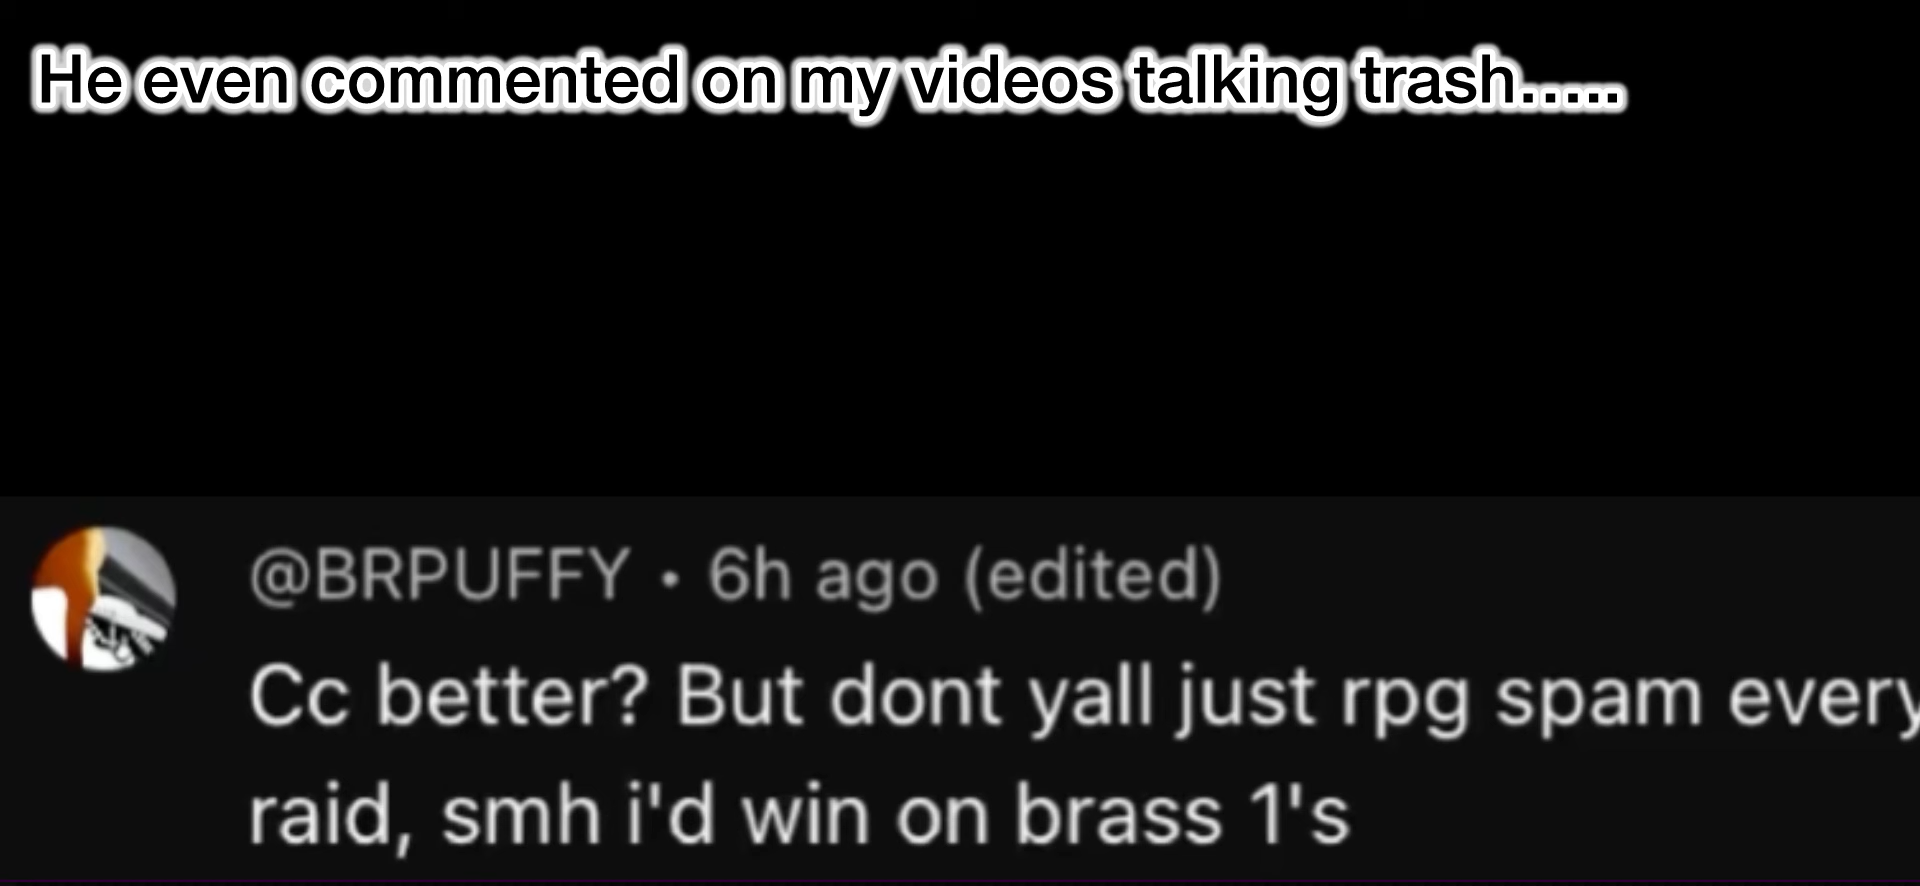 He even commented on my videos talking trash.....
@BRPUFFY • 6h ago (edited)
Cc better? But dont yall just rpg spam every
raid, smh i'd win on brass 1's